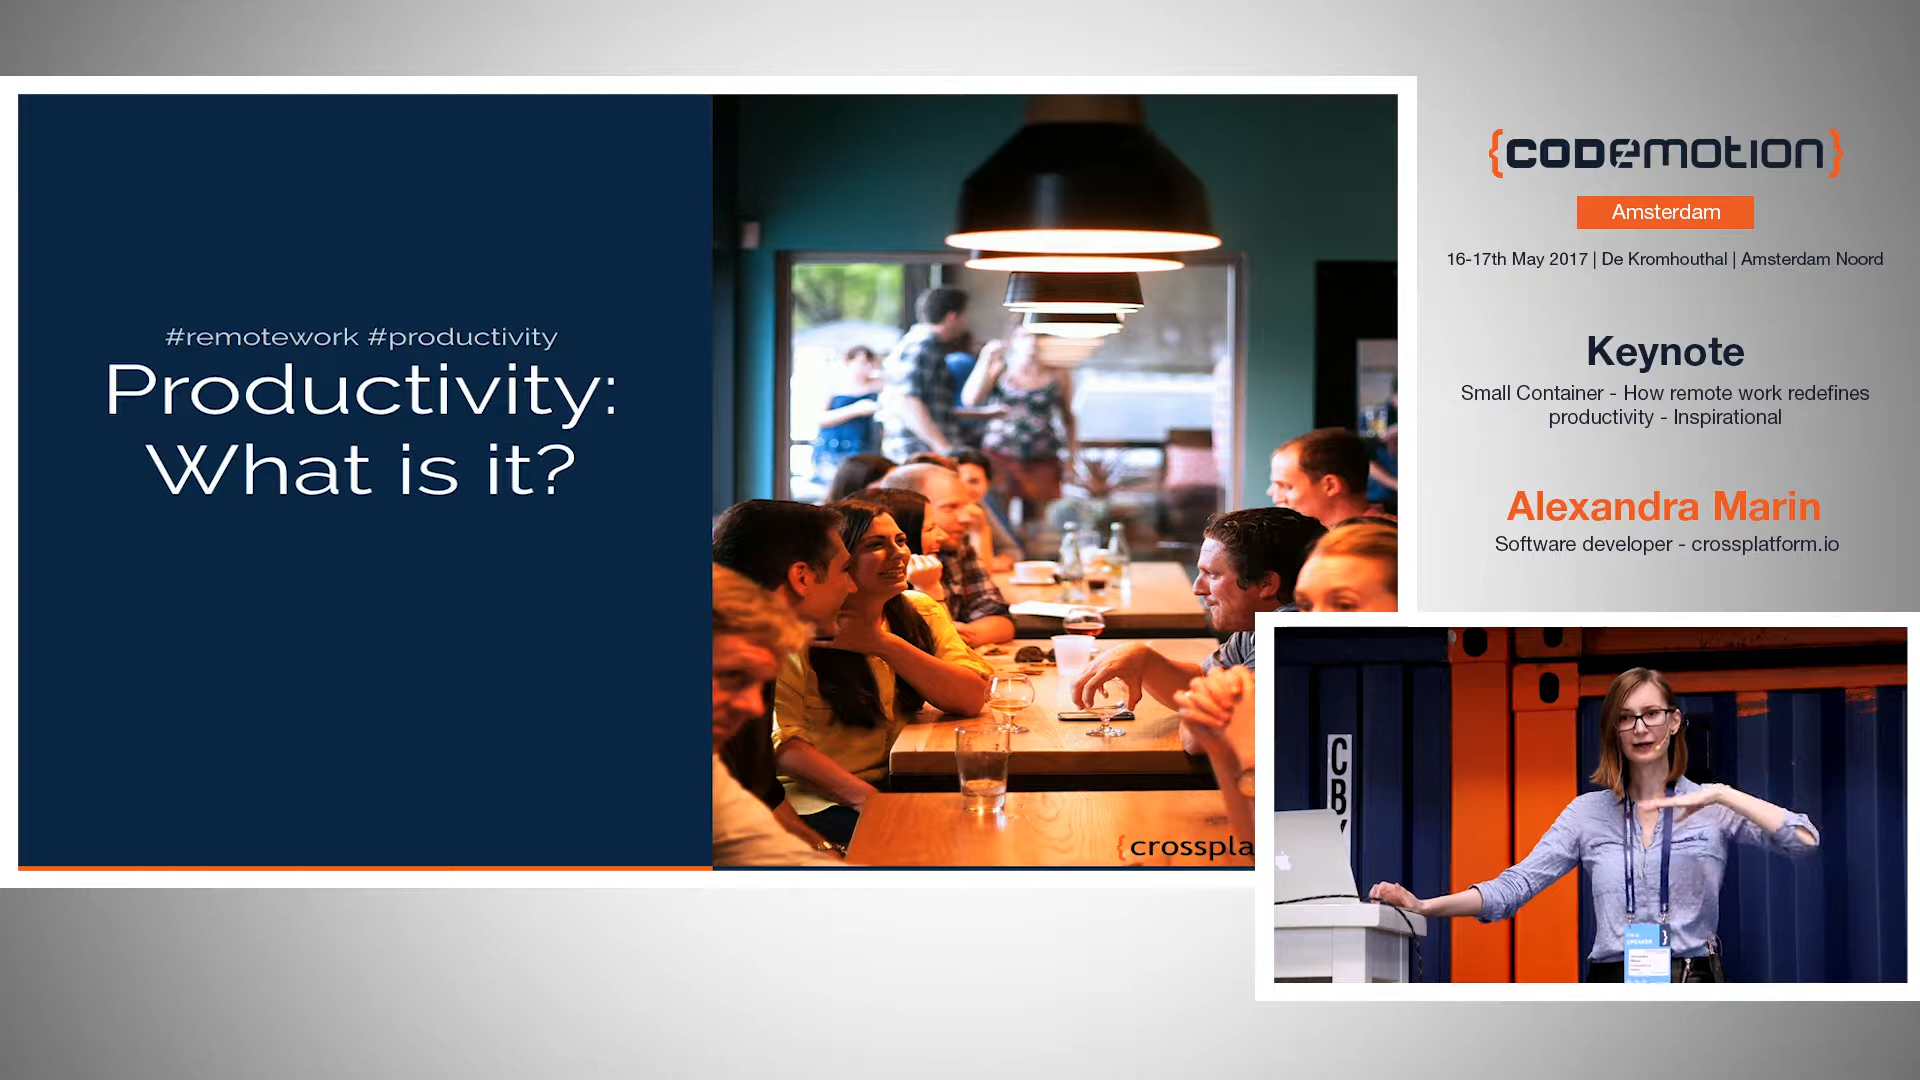 #remotework #productivity
Productivity:
What is it?
{crosspla
{CODEMOTION}
Amsterdam
16-17th May 2017 | De Kromhouthal | Amsterdam Noord
Keynote
Small Container - How remote work redefines
productivity - Inspirational
Alexandra Marin
Software developer - crossplatform.io
C
B
I'M A
SPEAKER